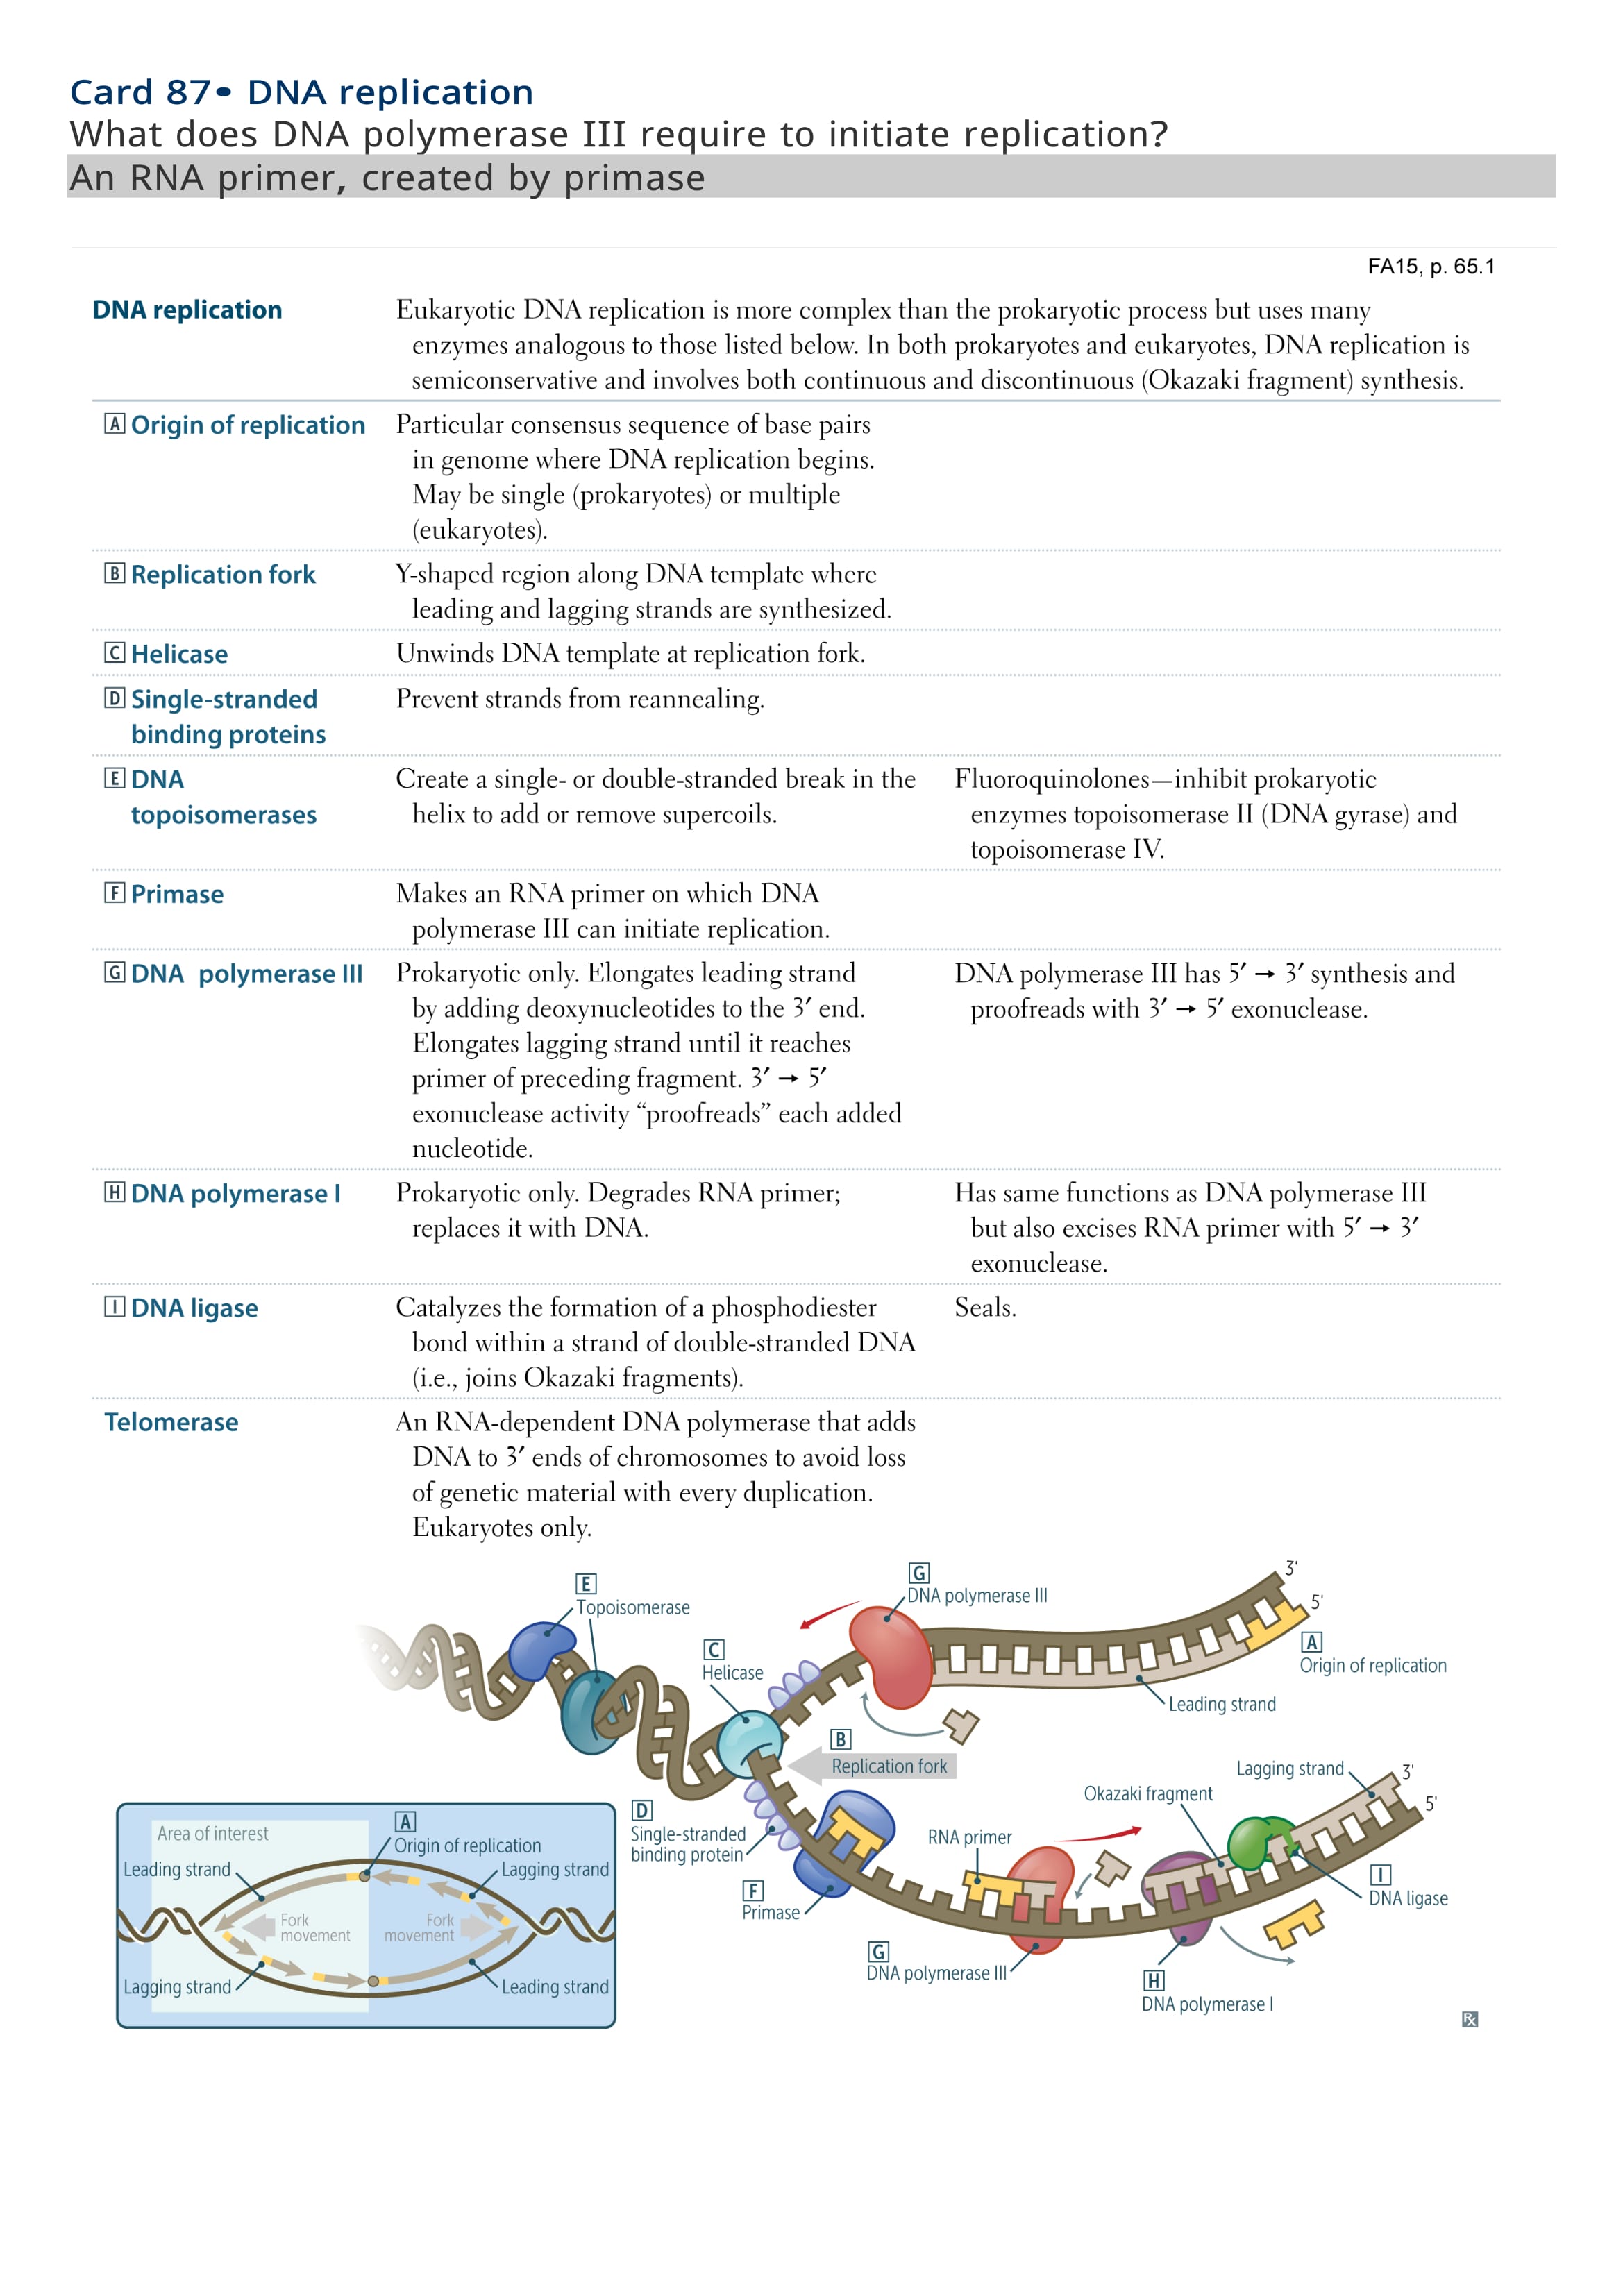 Card 87• DNA replication
What does DNA polymerase III require to initiate replication?
An RNA primer, created by primase
FA15, p. 65.1
DNA replication
Eukaryotic DNA replication is more complex than the prokaryotic process but uses many
enzymes analogous to those listed below. In both prokaryotes and eukaryotes, DNA replication is
semiconservative and involves both continuous and discontinuous (Okazaki fragment) synthesis.
A Origin of replication
Particular consensus sequence of base pairs
in genome where DNA replication begins.
May be single (prokaryotes) or multiple
(eukaryotes).
B Replication fork
Y-shaped region along DNA template where
leading and lagging strands are synthesized.
C Helicase
Unwinds DNA template at replication fork.
D Single-stranded
binding proteins
Prevent strands from reannealing.
E DNA
topoisomerases
Create a single- or double-stranded break in the
helix to add or remove supercoils.
Fluoroquinolones—inhibit prokaryotic
enzymes topoisomerase II (DNA gyrase) and
topoisomerase IV.
F Primase
Makes an RNA primer on which DNA
polymerase III can initiate replication.
G DNA polymerase III
Prokaryotic only. Elongates leading strand
by adding deoxynucleotides to the 3′ end.
Elongates lagging strand until it reaches
primer of preceding fragment. 3′ → 5′
exonuclease activity “proofreads” each added
nucleotide.
DNA polymerase III has 5′ → 3′ synthesis and
proofreads with 3′ → 5′ exonuclease.
H DNA polymerase I
Prokaryotic only. Degrades RNA primer;
replaces it with DNA.
Has same functions as DNA polymerase III
but also excises RNA primer with 5′ → 3′
exonuclease.
I DNA ligase
Catalyzes the formation of a phosphodiester
bond within a strand of double-stranded DNA
(i.e., joins Okazaki fragments).
Seals.
Telomerase
An RNA-dependent DNA polymerase that adds
DNA to 3′ ends of chromosomes to avoid loss
of genetic material with every duplication.
Eukaryotes only.
E
Topoisomerase
G
DNA polymerase III
3'
5'
A
Origin of replication
C
Helicase
Leading strand
B
Replication fork
Lagging strand
3'
5'
Okazaki fragment
D
Single-stranded
binding protein
RNA primer
F
Primase
I
DNA ligase
G
DNA polymerase III
H
DNA polymerase I
Area of interest
A
Origin of replication
Leading strand
Lagging strand
Fork
movement
Fork
movement
Lagging strand
Leading strand
Rx